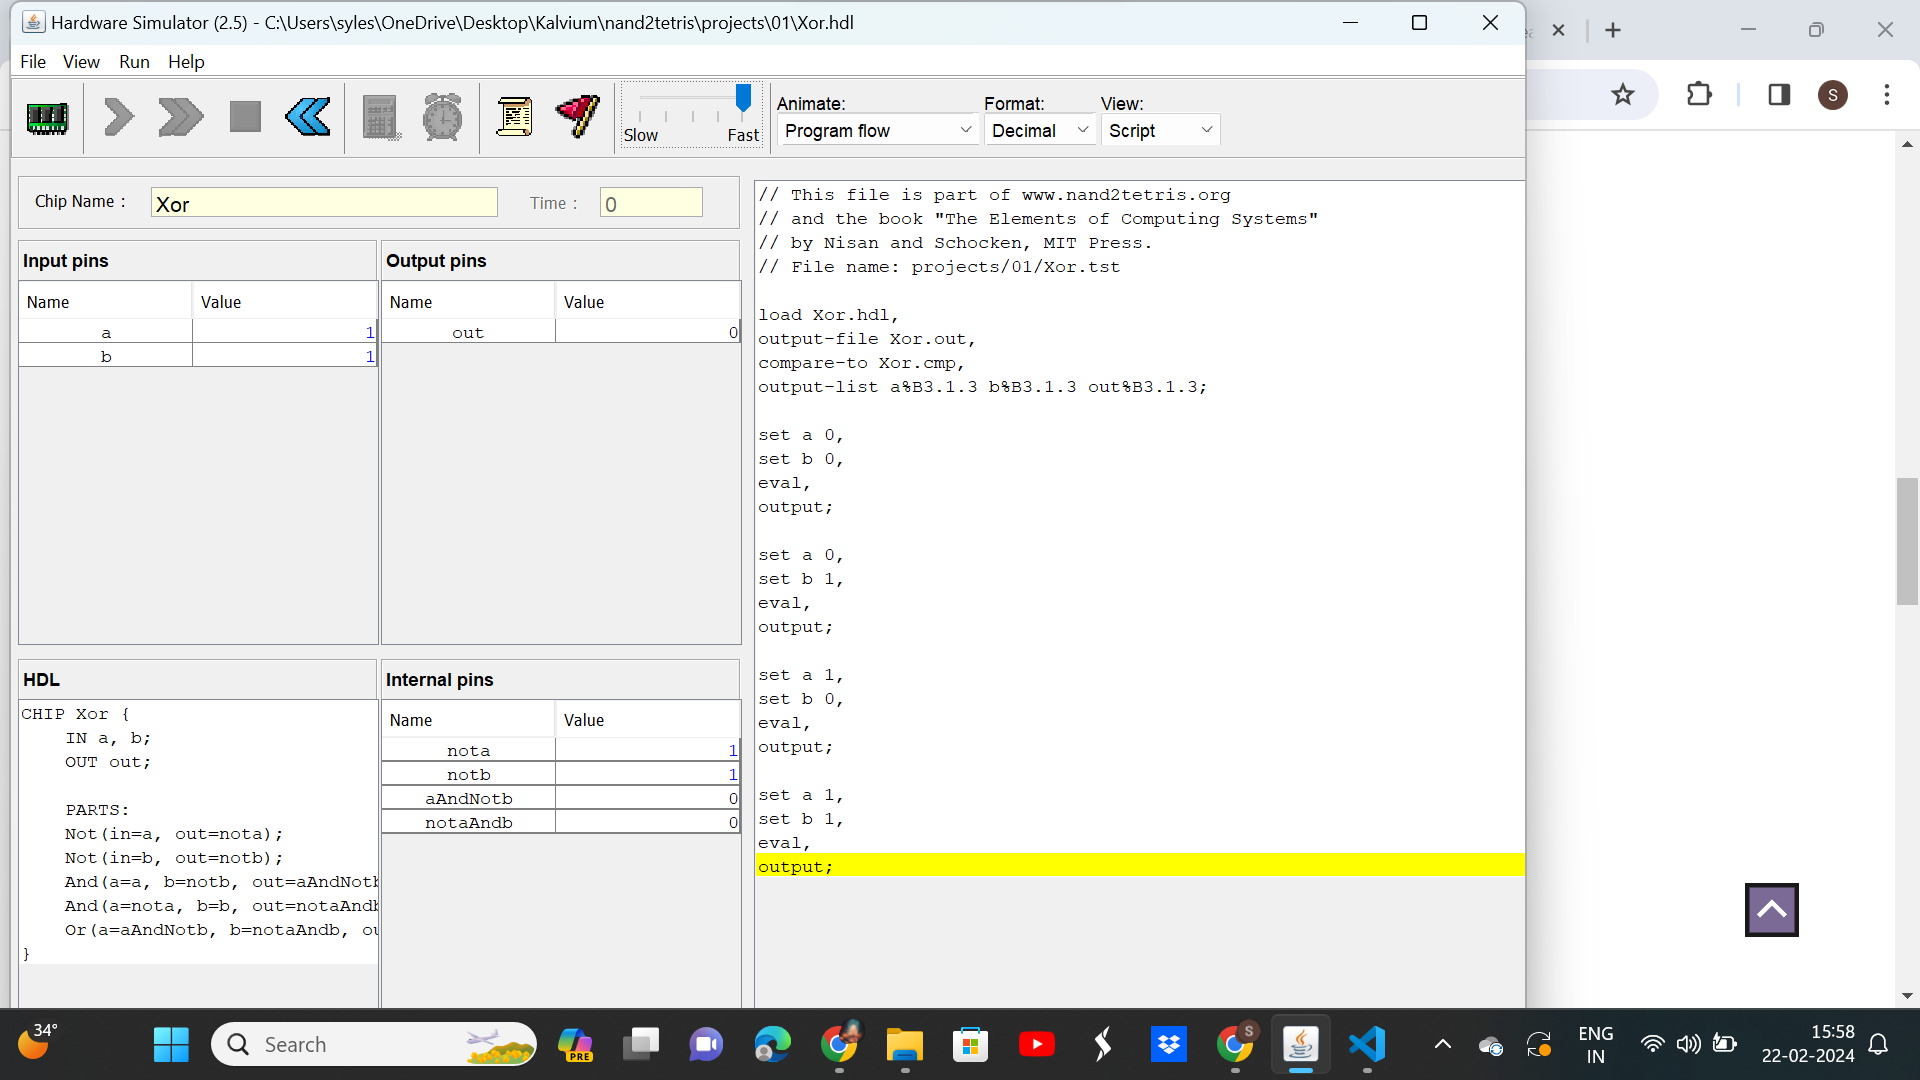 Hardware Simulator (2.5) - C:\Users\syles\OneDrive\Desktop\Kalvium\nand2tetris\projects\01\Xor.hdl
File View Run Help
Slow Fast
Animate: Format: View:
Program flow Decimal Script
Chip Name : Xor Time : 0
Input pins
Name Value
a 1
b 1
Output pins
Name Value
out 0
HDL
CHIP Xor {
IN a, b;
OUT out;
PARTS:
Not(in=a, out=nota);
Not(in=b, out=notb);
And(a=a, b=notb, out=aAndNotb
And(a=nota, b=b, out=notaAndb
Or(a=aAndNotb, b=notaAndb, ou
}
Internal pins
Name Value
nota 1
notb 1
aAndNotb 0
notaAndb 0
// This file is part of www.nand2tetris.org
// and the book "The Elements of Computing Systems"
// by Nisan and Schocken, MIT Press.
// File name: projects/01/Xor.tst
load Xor.hdl,
output-file Xor.out,
compare-to Xor.cmp,
output-list a%B3.1.3 b%B3.1.3 out%B3.1.3;
set a 0,
set b 0,
eval,
output;
set a 0,
set b 1,
eval,
output;
set a 1,
set b 0,
eval,
output;
set a 1,
set b 1,
eval,
output;
S
34°
Search
PRE
S
ENG
IN
15:58
22-02-2024